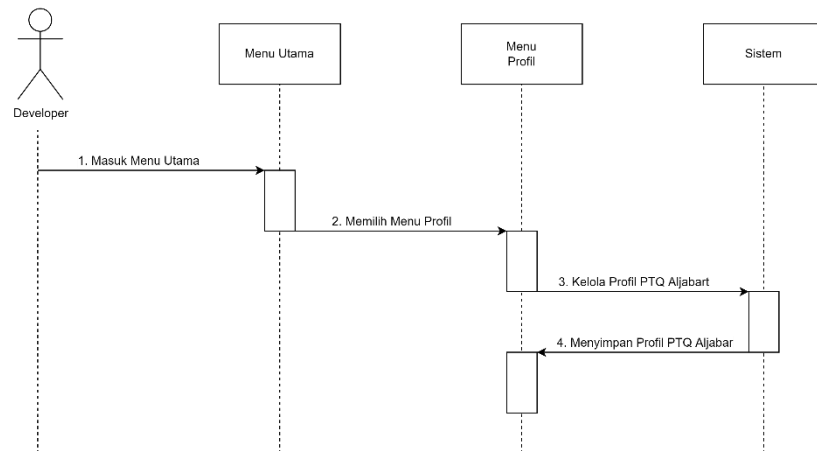 Menu Utama
Menu
Profil
Sistem
Developer
1. Masuk Menu Utama
2. Memilih Menu Profil
3. Kelola Profil PTQ Aljabart
4. Menyimpan Profil PTQ Aljabar